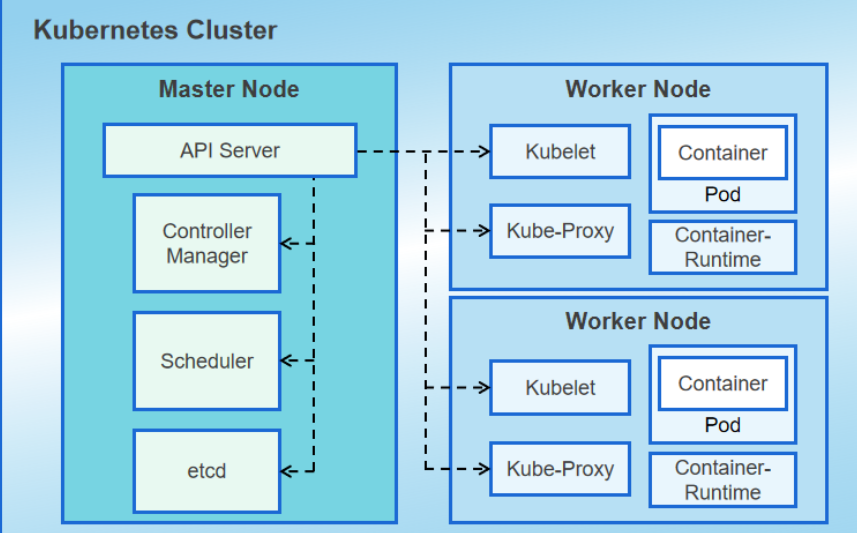 Kubernetes Cluster
Master Node
API Server
Controller
Manager
Scheduler
etcd
Worker Node
Kubelet
Kube-Proxy
Container
Pod
Container-
Runtime
Worker Node
Kubelet
Kube-Proxy
Container
Pod
Container-
Runtime